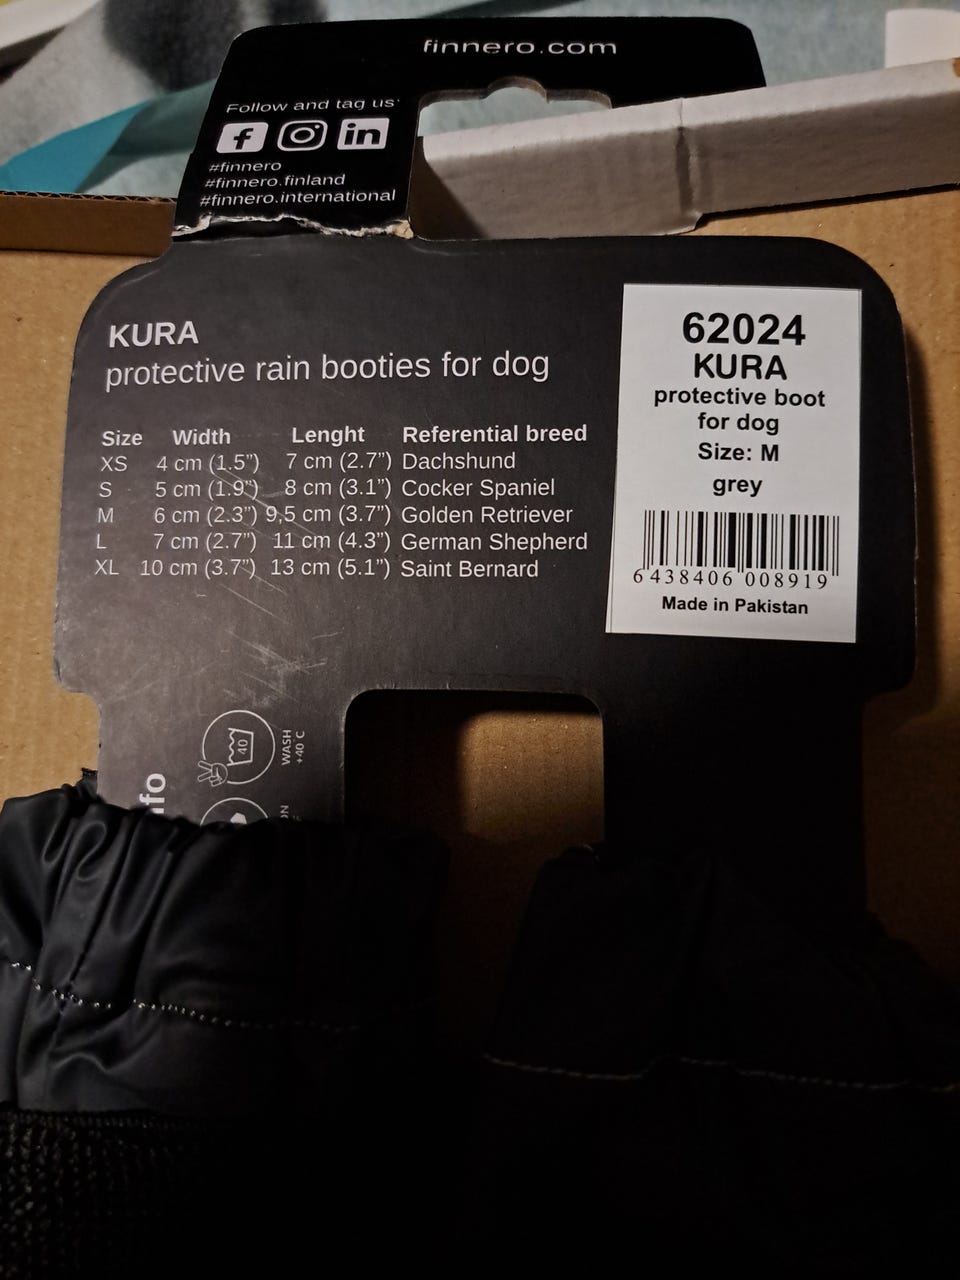 finnero.com
Follow and tag us:
#finnero
#finnero.finland
#finnero.international
KURA
protective rain booties for dog
Size Width Lenght Referential breed
XS 4 cm (1.5”) 7 cm (2.7”) Dachshund
S 5 cm (1.9”) 8 cm (3.1”) Cocker Spaniel
M 6 cm (2.3”) 9,5 cm (3.7”) Golden Retriever
L 7 cm (2.7”) 11 cm (4.3”) German Shepherd
XL 10 cm (3.7”) 13 cm (5.1”) Saint Bernard
62024
KURA
protective boot
for dog
Size: M
grey
6 438406 008919
Made in Pakistan
40
WASH
+40°C